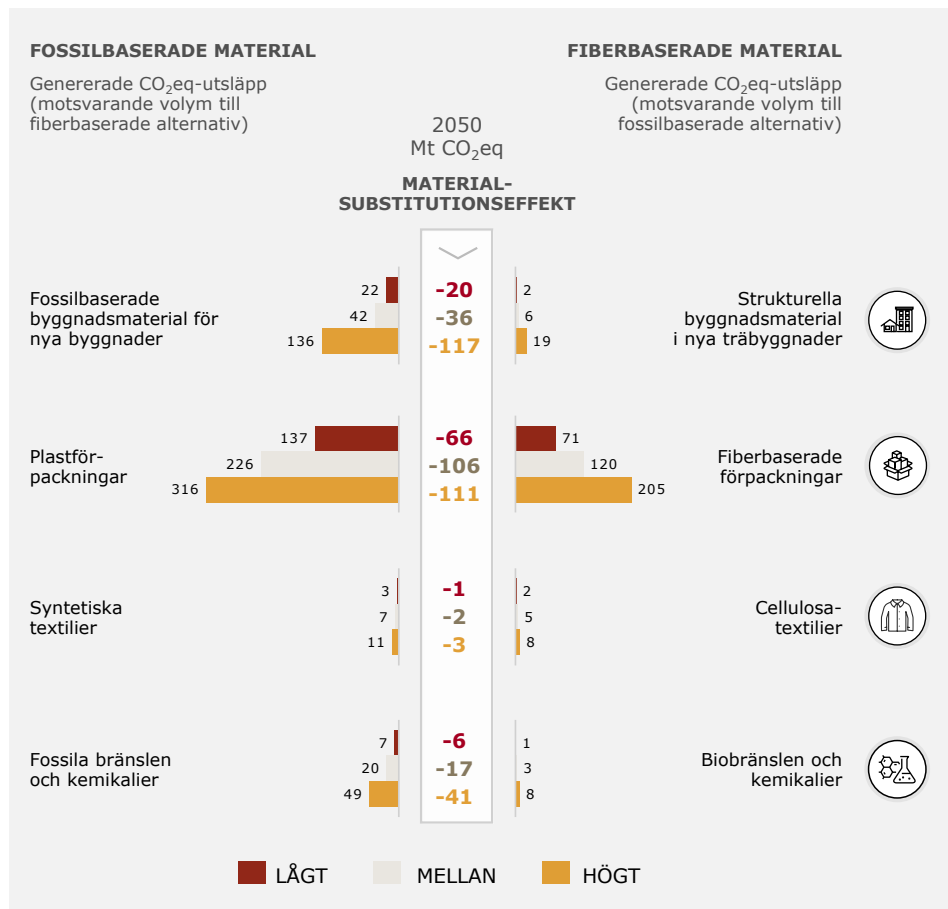 FOSSILBASERADE MATERIAL
Genererade CO₂eq-utsläpp
(motsvarande volym till
fiberbaserade alternativ)
FIBERBASERADE MATERIAL
Genererade CO₂eq-utsläpp
(motsvarande volym till
fossilbaserade alternativ)
2050
Mt CO₂eq
MATERIAL-
SUBSTITUTIONSEFFEKT
Fossilbaserade
byggnadsmaterial för
nya byggnader
22 -20 2
42 -36 6
136 -117 19
Strukturella
byggnadsmaterial
i nya träbyggnader
Plastför-
packningar
137 -66 71
226 -106 120
316 -111 205
Fiberbaserade
förpackningar
Syntetiska
textilier
3 -1 2
7 -2 5
11 -3 8
Cellulosa-
textilier
Fossila bränslen
och kemikalier
7 -6 1
20 -17 3
49 -41 8
Biobränslen och
kemikalier
LÅGT MELLAN HÖGT